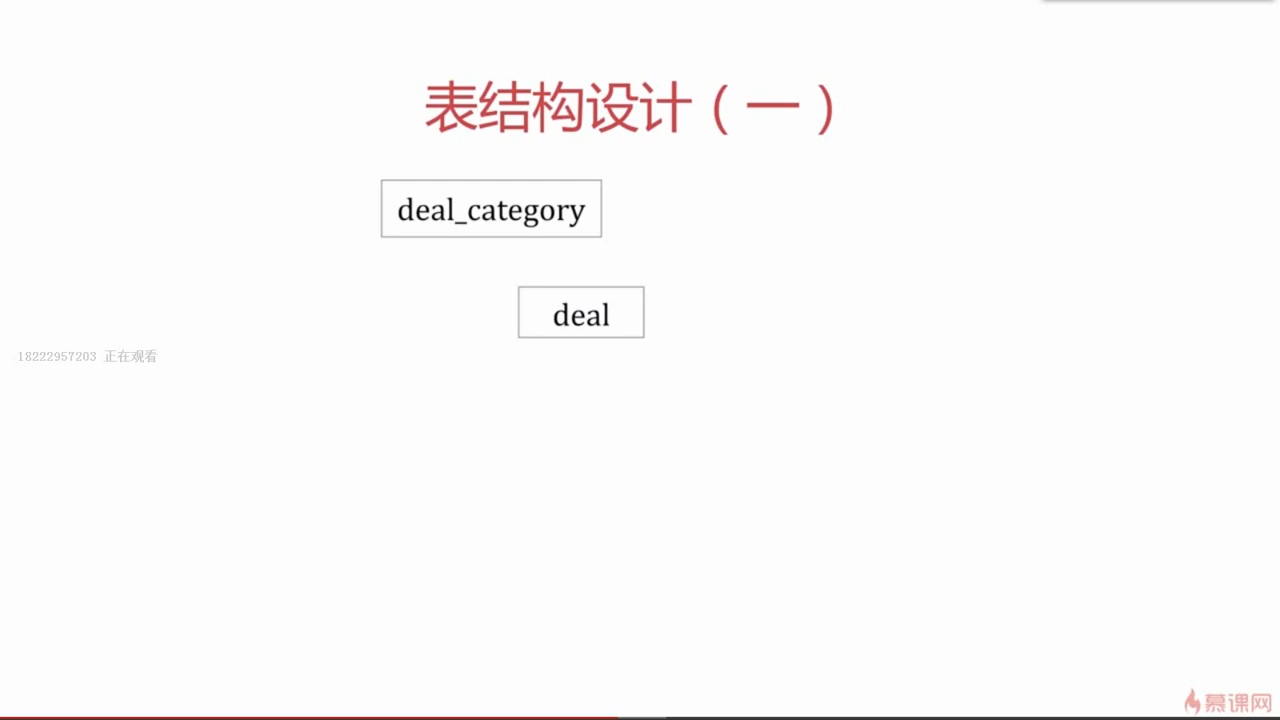 表结构设计（一）
deal_category
deal
18222957203 正在观看
慕课网